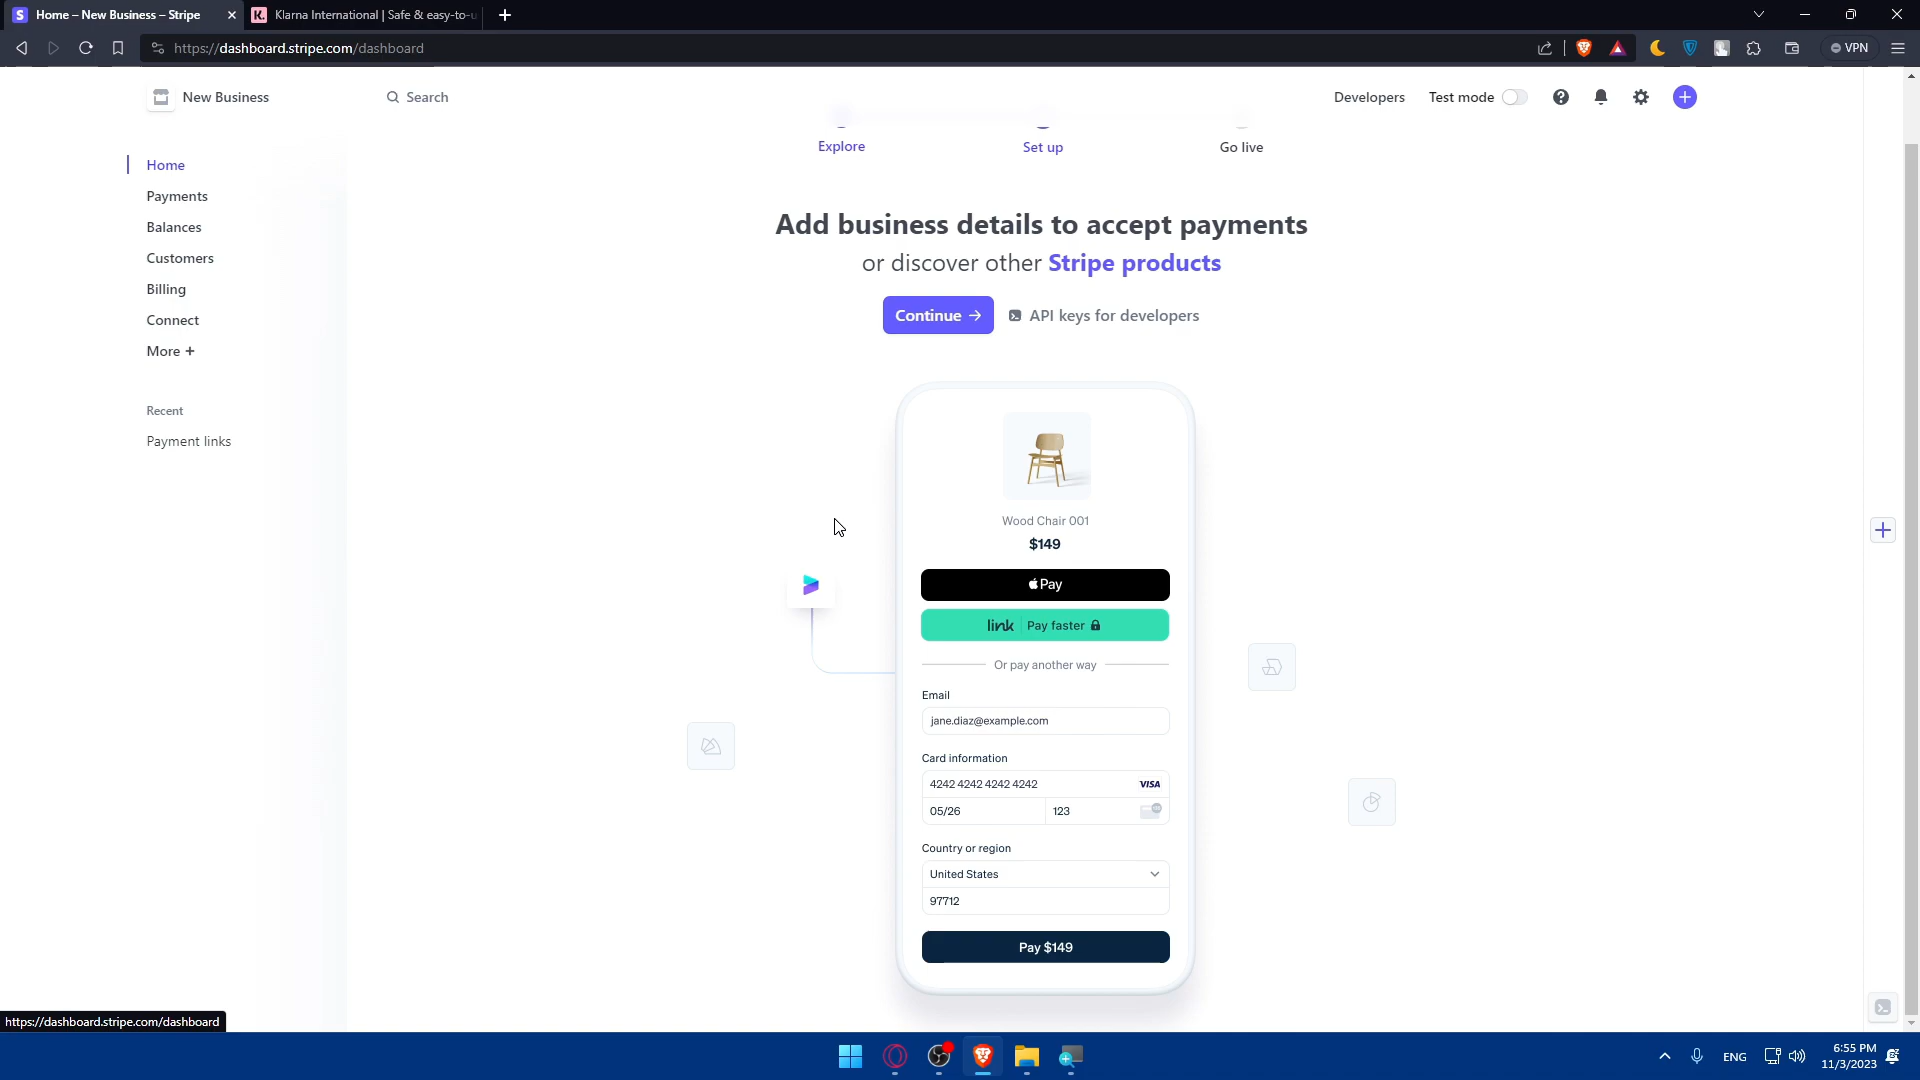 Home – New Business – Stripe
Klarna International | Safe & easy-to-u
https://dashboard.stripe.com/dashboard
VPN
New Business
Search
Developers
Test mode
Explore
Set up
Go live
Home
Payments
Balances
Customers
Billing
Connect
More +
Recent
Payment links
Add business details to accept payments
or discover other Stripe products
Continue →
API keys for developers
Wood Chair 001
$149
Pay
link Pay faster
Or pay another way
Email
jane.diaz@example.com
Card information
4242 4242 4242 4242 VISA
05/26 123
Country or region
United States
97712
Pay $149
https://dashboard.stripe.com/dashboard
ENG
6:55 PM
11/3/2023